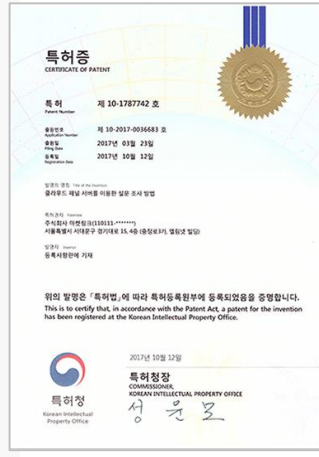 특허증
CERTIFICATE OF PATENT
특 허 제 10-1787742 호
Patent Number
출원번호 제 10-2017-0036683 호
Application Number
출원일 2017년 03월 23일
Filing Date
등록일 2017년 10월 12일
Registration Date
발명의 명칭 Title of the Invention
클라우드 패널 서버를 이용한 설문 조사 방법
특허권자 Patentee
주식회사 마켓링크(110111-*******)
서울특별시 서대문구 경기대로 15, 4층 (충정로3가, 엘림넷 빌딩)
발명자 Inventor
등록사항란에 기재
위의 발명은 「특허법」에 따라 특허등록원부에 등록되었음을 증명합니다.
This is to certify that, in accordance with the Patent Act, a patent for the invention
has been registered at the Korean Intellectual Property Office.
2017년 10월 12일
특허청장
COMMISSIONER,
KOREAN INTELLECTUAL PROPERTY OFFICE
성윤모
특허청
Korean Intellectual
Property Office